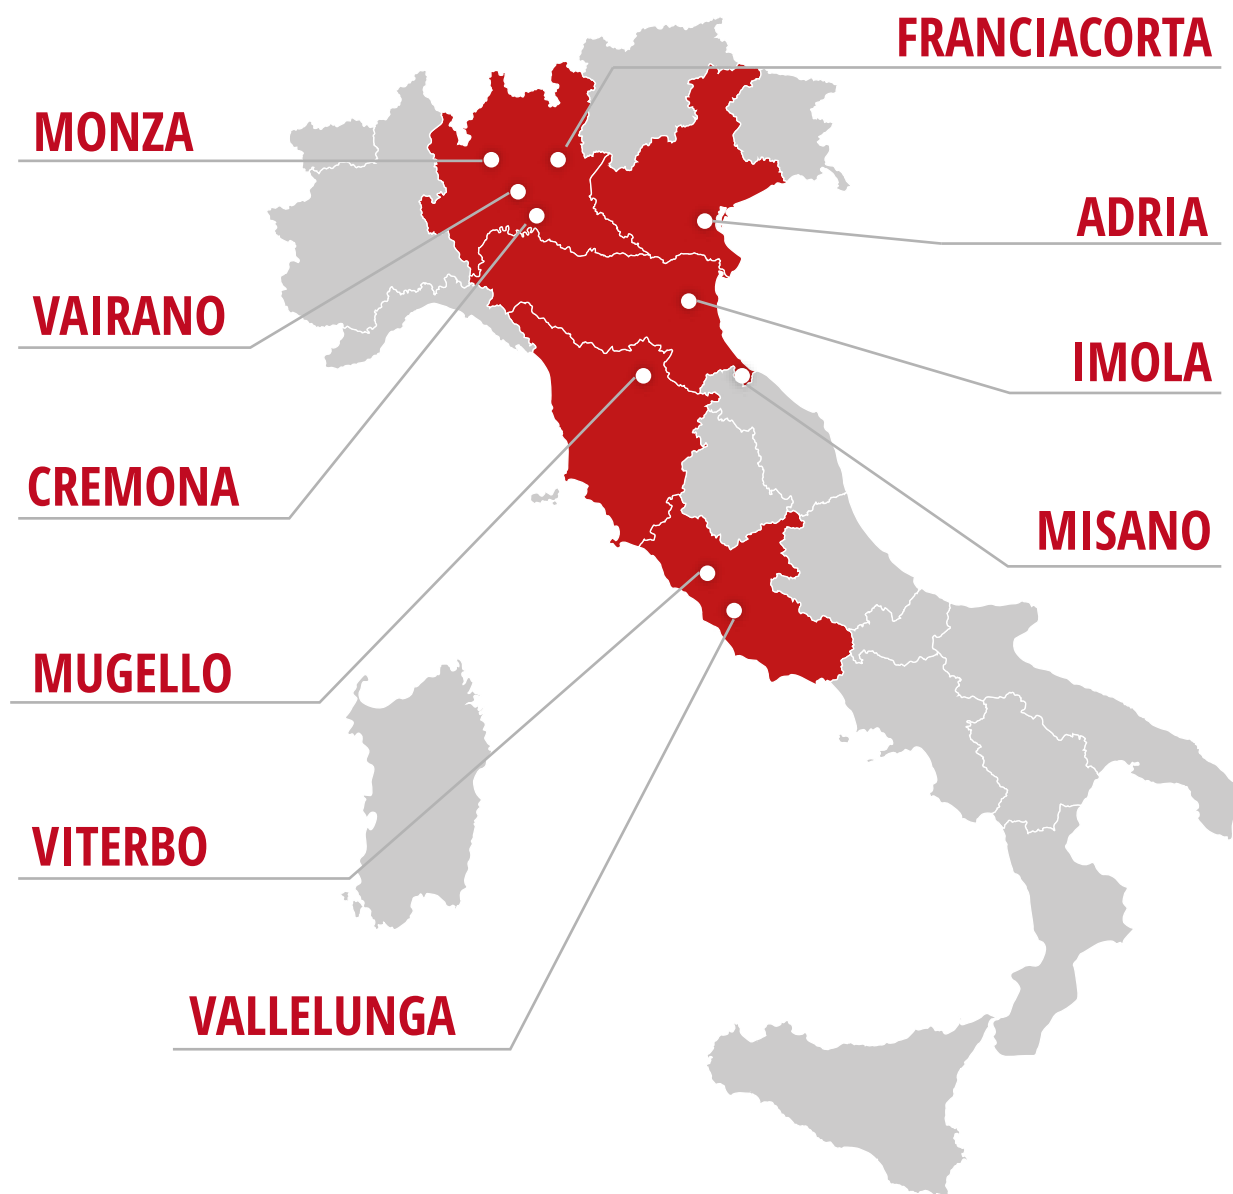 FRANCIACORTA
MONZA
ADRIA
VAIRANO
IMOLA
CREMONA
MISANO
MUGELLO
VITERBO
VALLELUNGA